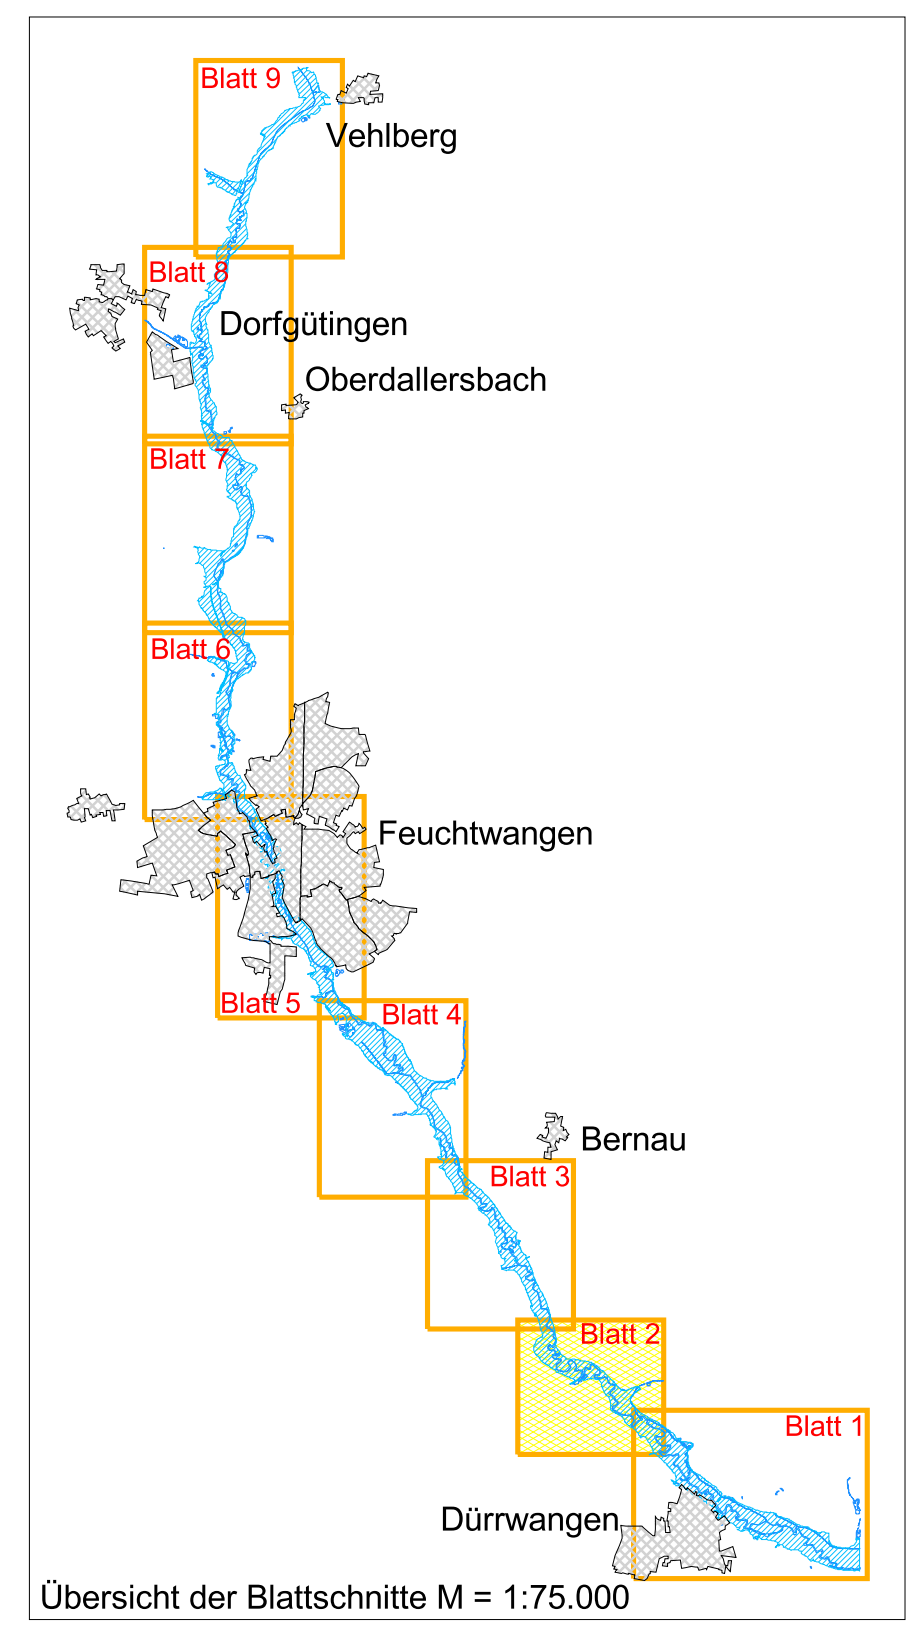 Blatt 9
Vehlberg
Blatt 8
Dorfgütingen
Oberdallersbach
Blatt 7
Blatt 6
Feuchtwangen
Blatt 5
Blatt 4
Bernau
Blatt 3
Blatt 2
Blatt 1
Dürrwangen
Übersicht der Blattschnitte M = 1:75.000